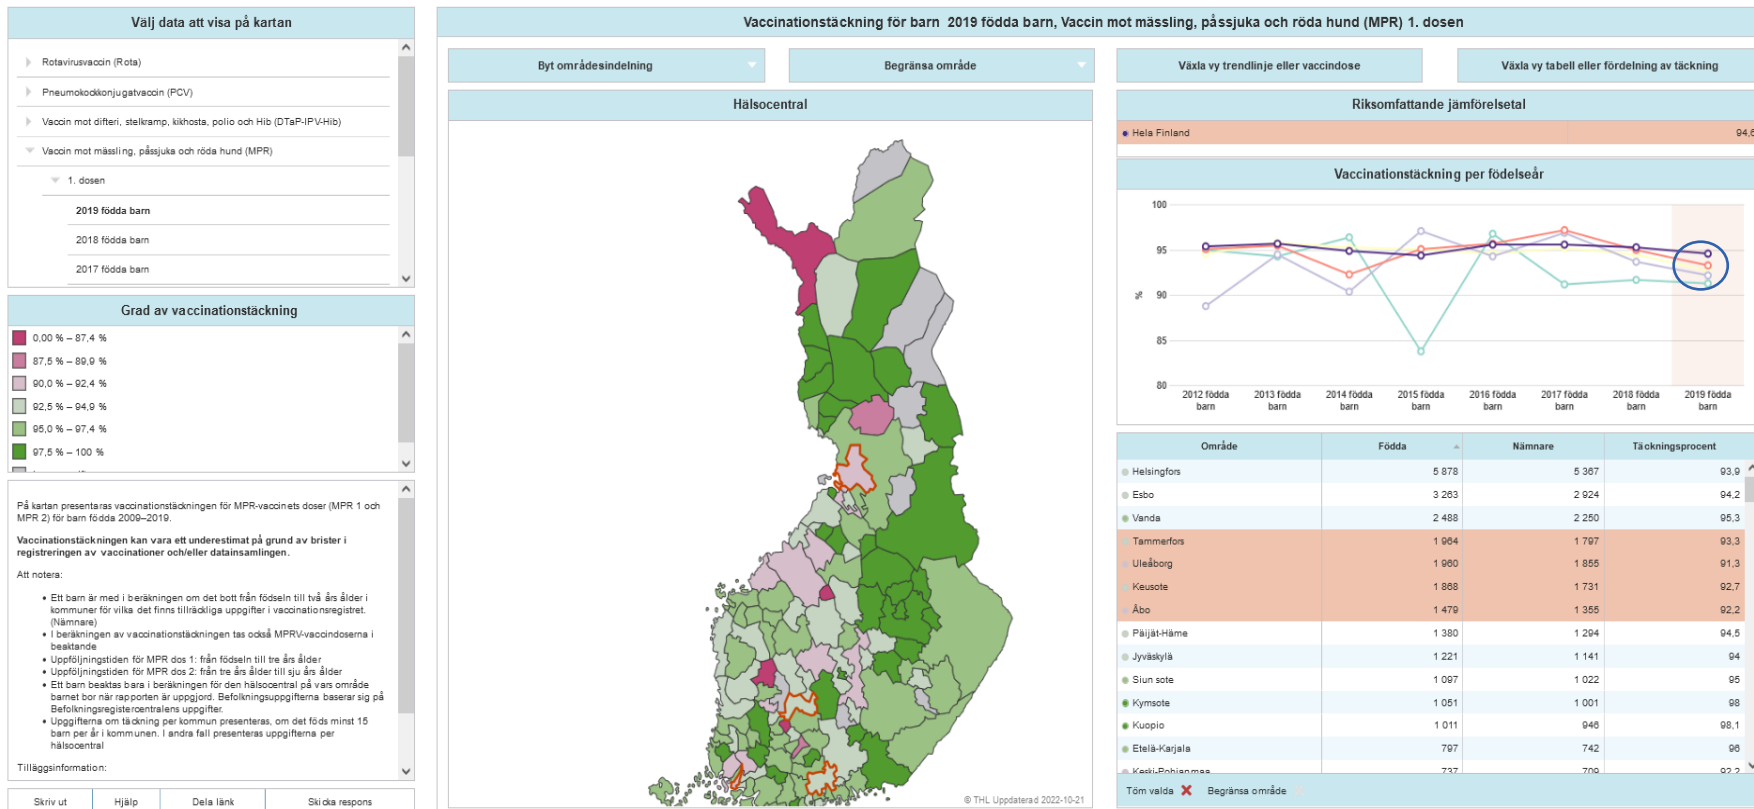 Välj data att visa på kartan
Rotavirusvaccin (Rota)
Pneumokockkonjugatvaccin (PCV)
Vaccin mot difteri, stelkramp, kikhosta, polio och Hib (DTaP-IPV-Hib)
Vaccin mot mässling, påssjuka och röda hund (MPR)
1. dosen
2019 födda barn
2018 födda barn
2017 födda barn
Grad av vaccinationstäckning
0,00 % – 87,4 %
87,5 % – 89,9 %
90,0 % – 92,4 %
92,5 % – 94,9 %
95,0 % – 97,4 %
97,5 % – 100 %
På kartan presentaras vaccinationstäckningen för MPR-vaccinets doser (MPR 1 och
MPR 2) för barn födda 2009–2019.
Vaccinationstäckningen kan vara ett underestimat på grund av brister i
registreringen av vaccinationer och/eller datainsamlingen.
Att notera:
• Ett barn är med i beräkningen om det bott från födseln till två års ålder i
kommuner för vilka det finns tillräckliga uppgifter i vaccinationsregistret.
(Nämnare)
• I beräkningen av vaccinationstäckningen tas också MPRV-vaccindoserna i
beaktande
• Uppföljningstiden för MPR dos 1: från födseln till tre års ålder
• Uppföljningstiden för MPR dos 2: från tre års ålder till sju års ålder
• Ett barn beaktas bara i beräkningen för den hälsocentral på vars område
barnet bor när rapporten är uppgjord. Befolkningsuppgifterna baserar sig på
Befolkningsregistercentralens uppgifter.
• Uppgifterna om täckning per kommun presenteras, om det föds minst 15
barn per år i kommunen. I andra fall presenteras uppgifterna per
hälsocentral
Tilläggsinformation:
Skriv ut Hjälp Dela länk Skicka respons
Vaccinationstäckning för barn 2019 födda barn, Vaccin mot mässling, påssjuka och röda hund (MPR) 1. dosen
Byt områdesindelning Begränsa område Växla vy trendlinje eller vaccindose Växla vy tabell eller fördelning av täckning
Hälsocentral
© THL Uppdaterad 2022-10-21
Riksomfattande jämförelsetal
Hela Finland 94,6
Vaccinationstäckning per födelseår
100
95
90
85
80
%
2012 födda barn 2013 födda barn 2014 födda barn 2015 födda barn 2016 födda barn 2017 födda barn 2018 födda barn 2019 födda barn
Område Födda Nämnare Täckningsprocent
Helsingfors 5 878 5 367 93,9
Esbo 3 263 2 924 94,2
Vanda 2 488 2 250 95,3
Tammerfors 1 964 1 797 93,3
Uleåborg 1 960 1 855 91,3
Keusote 1 868 1 731 92,7
Åbo 1 479 1 355 92,2
Päijät-Häme 1 380 1 294 94,5
Jyväskylä 1 221 1 141 94
Siun sote 1 097 1 022 95
Kymsote 1 051 1 001 98
Kuopio 1 011 946 98,1
Etelä-Karjala 797 742 96
Keski-Pohjanmaa 737 709 92,2
Töm valda Begränsa område